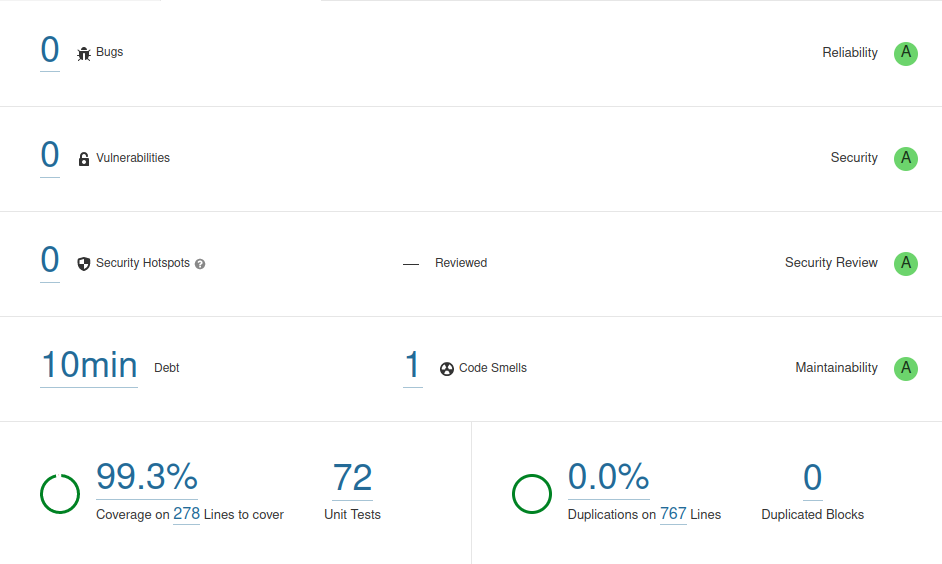 0 Bugs Reliability A
0 Vulnerabilities Security A
0 Security Hotspots ? — Reviewed Security Review A
10min Debt 1 Code Smells Maintainability A
99.3% 72 0.0% 0
Coverage on 278 Lines to cover Unit Tests Duplications on 767 Lines Duplicated Blocks